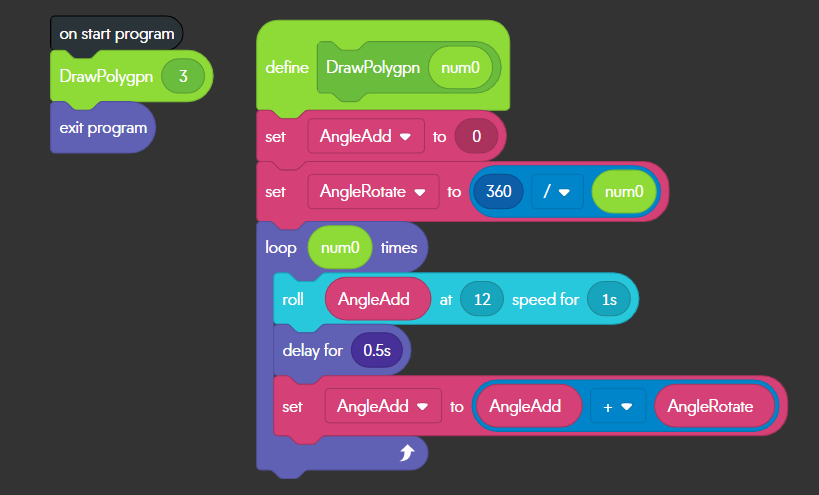 on start program
DrawPolygpn 3
exit program
define DrawPolygpn num0
set AngleAdd to 0
set AngleRotate to 360 / num0
loop num0 times
roll AngleAdd at 12 speed for 1s
delay for 0.5s
set AngleAdd to AngleAdd + AngleRotate